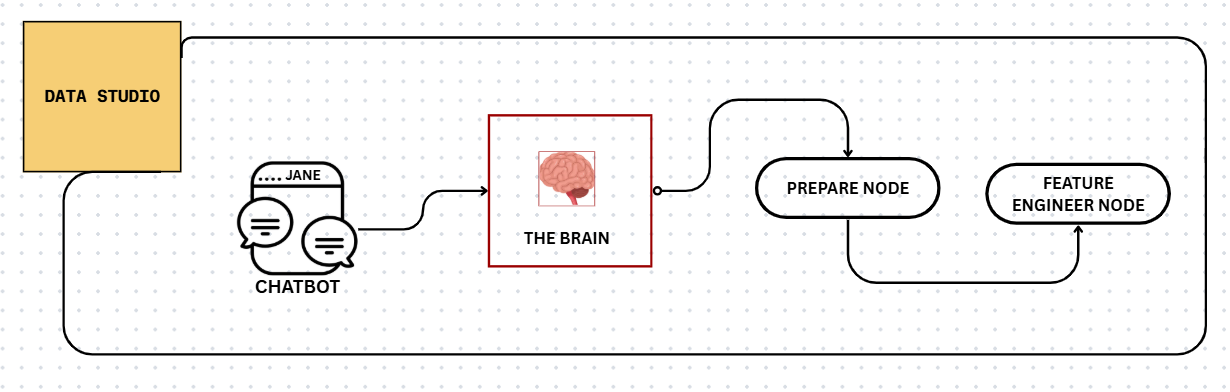 DATA STUDIO
.... JANE
CHATBOT
THE BRAIN
PREPARE NODE
FEATURE
ENGINEER NODE